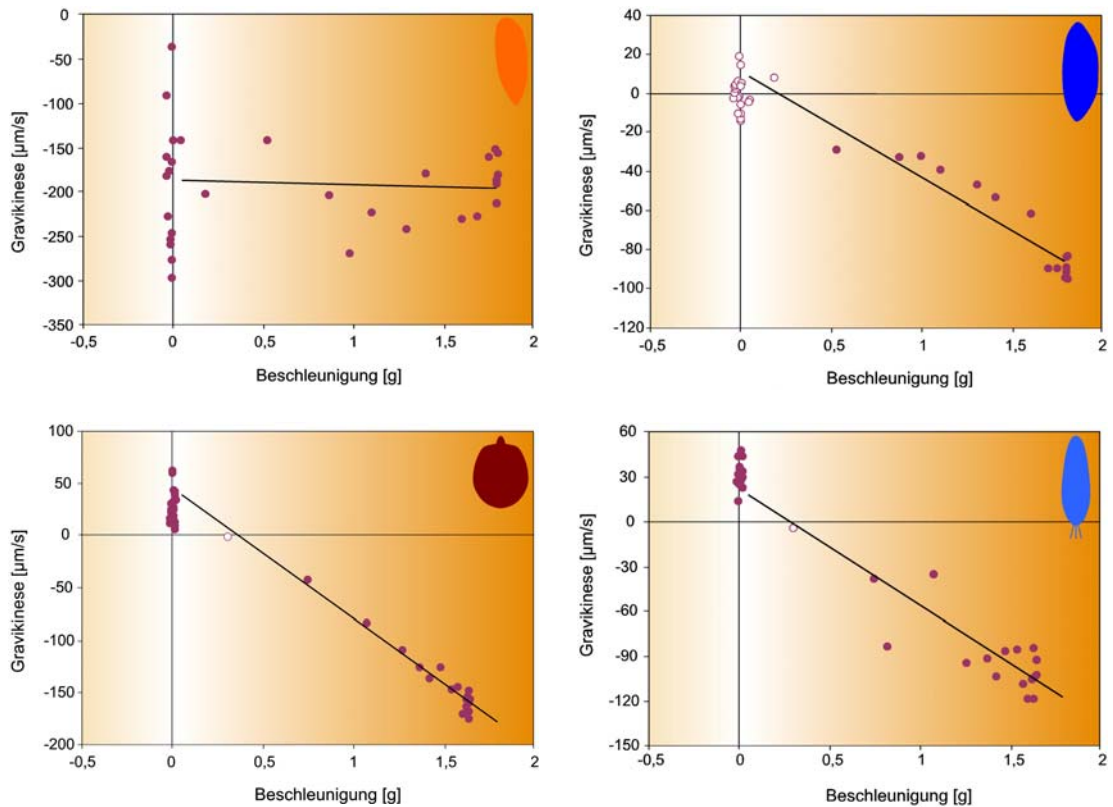 0
-50
-100
-150
-200
-250
-300
-350
Gravikinese [µm/s]
-0,5 0 0,5 1 1,5 2
Beschleunigung [g]
40
20
0
-20
-40
-60
-80
-100
-120
Gravikinese [µm/s]
-0,5 0 0,5 1 1,5 2
Beschleunigung [g]
100
50
0
-50
-100
-150
-200
Gravikinese [µm/s]
-0,5 0 0,5 1 1,5 2
Beschleunigung [g]
60
30
0
-30
-60
-90
-120
-150
Gravikinese [µm/s]
-0,5 0 0,5 1 1,5 2
Beschleunigung [g]